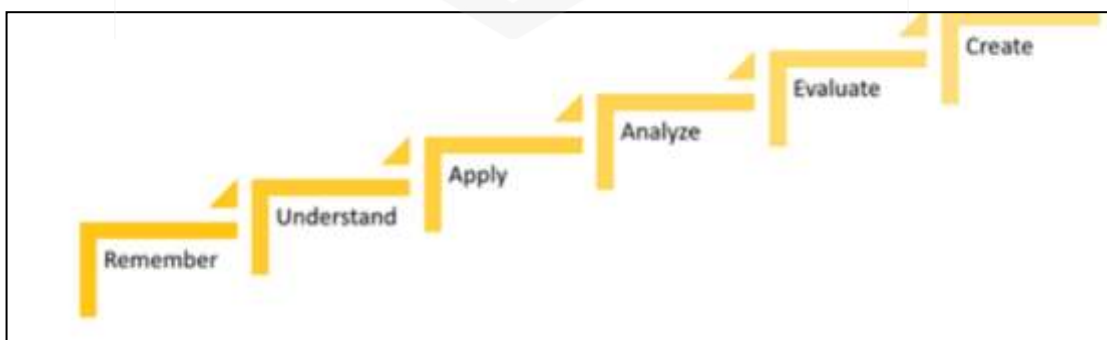 Create
Evaluate
Analyze
Apply
Understand
Remember